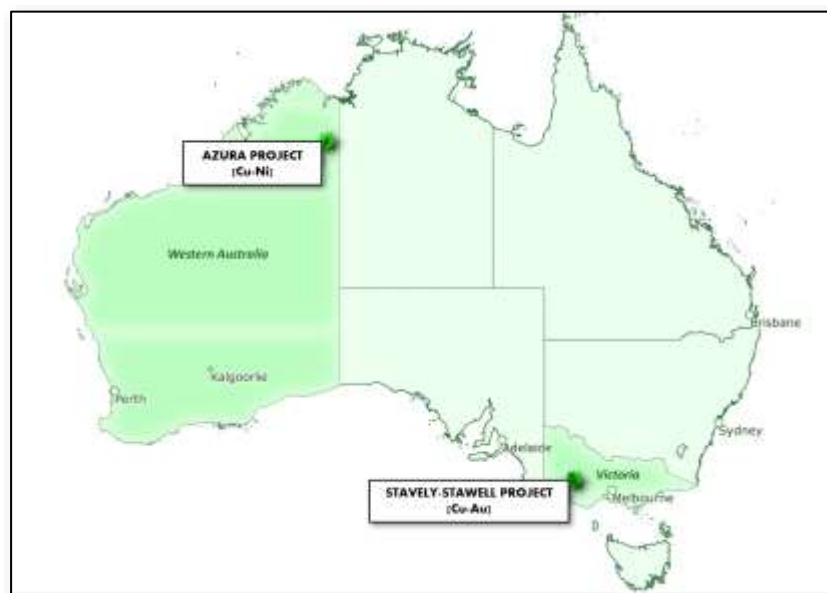 AZURA PROJECT
(Cu-Ni)
Western Australia
Brisbane
Kalgoorlie
Perth
Sydney
Adelaide
Victoria
STAVELY-STAWELL PROJECT
(Cu-Au)
Melbourne